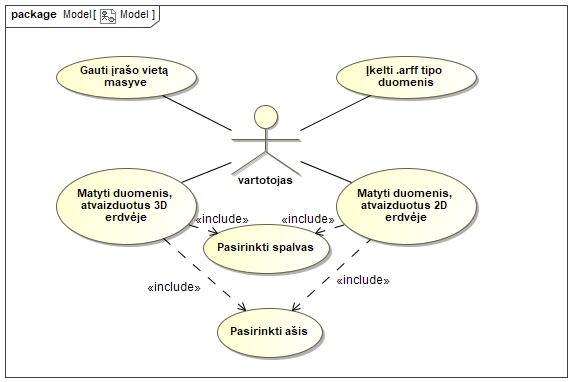 package Model [ Model ]
Gauti įrašo vietą
masyve
Įkelti .arff tipo
duomenis
vartotojas
Matyti duomenis,
atvaizduotus 3D
erdvėje
Matyti duomenis,
atvaizduotus 2D
erdvėje
«include»
«include»
Pasirinkti spalvas
«include»
«include»
Pasirinkti ašis